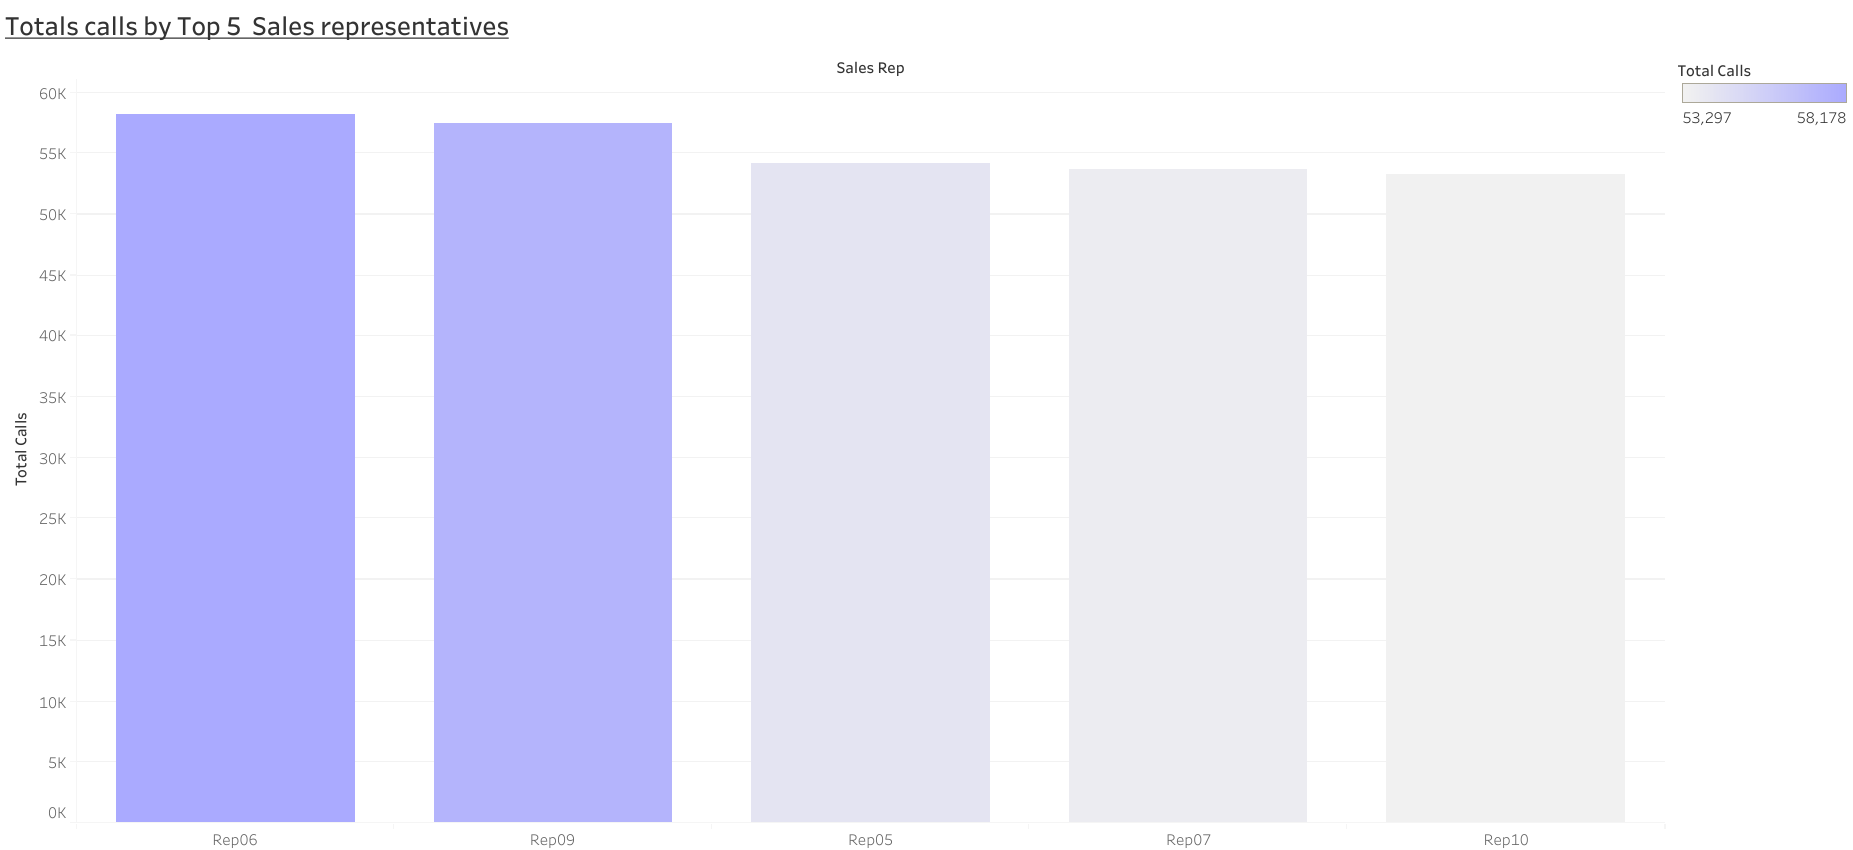 Totals calls by Top 5  Sales representatives
Sales Rep
Total Calls
53,297 58,178
60K
55K
50K
45K
40K
35K
30K
25K
20K
15K
10K
5K
0K
Total Calls
Rep06 Rep09 Rep05 Rep07 Rep10